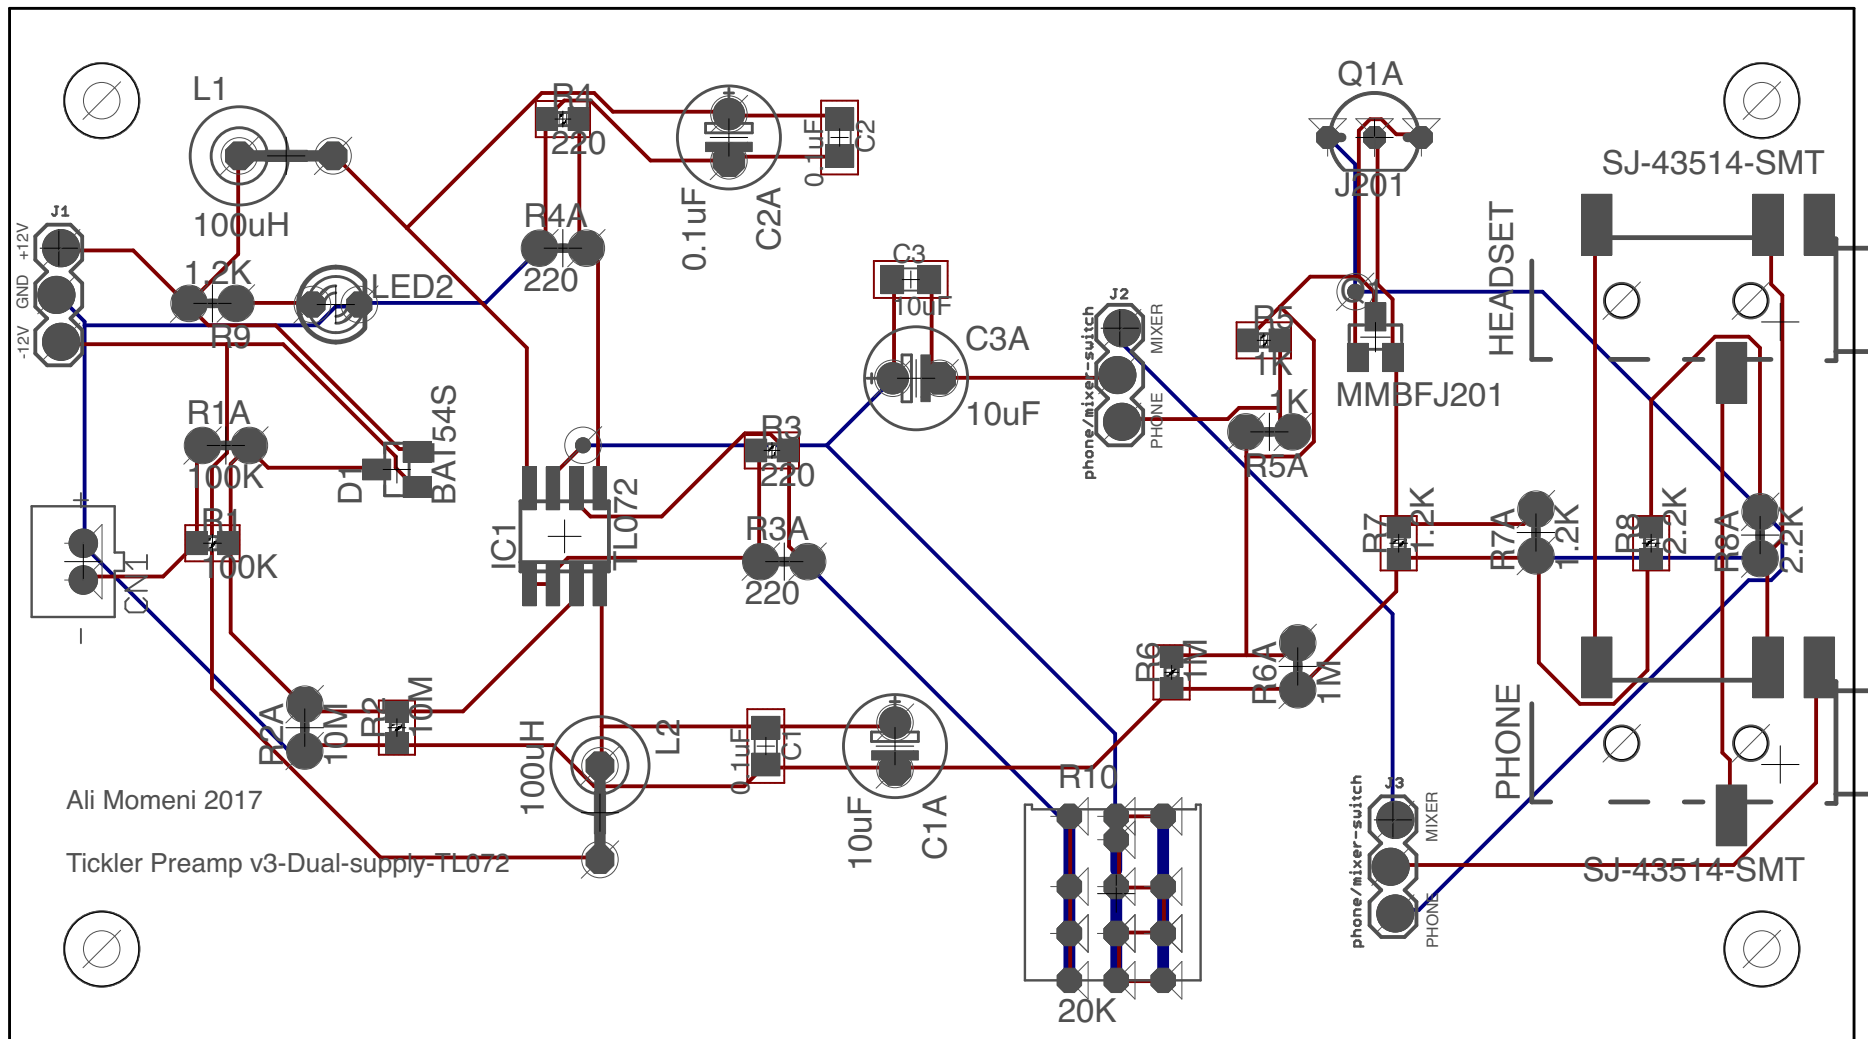 L1
100uH
J1
+12V
GND
-12V
1.2K
R9
LED2
R4
220
R4A
220
0.1uF
C2A
0.1uF
C2
C3
10uF
C3A
10uF
J2
MIXER
PHONE
phone/mixer-switch
Q1A
J201
R5
1K
1K
R5A
MMBFJ201
HEADSET
SJ-43514-SMT
R1A
100K
R1
100K
D1
BAT54S
+
CN1
-
IC1
TL072
R3
220
R3A
220
R7
1.2K
R7A
1.2K
R8
2.2K
R8A
2.2K
R6
1M
R6A
1M
R2A
10M
R2
10M
100uH
L2
0.1uF
C1
10uF
C1A
R10
20K
PHONE
J3
MIXER
PHONE
phone/mixer-switch
SJ-43514-SMT
Ali Momeni 2017
Tickler Preamp v3-Dual-supply-TL072